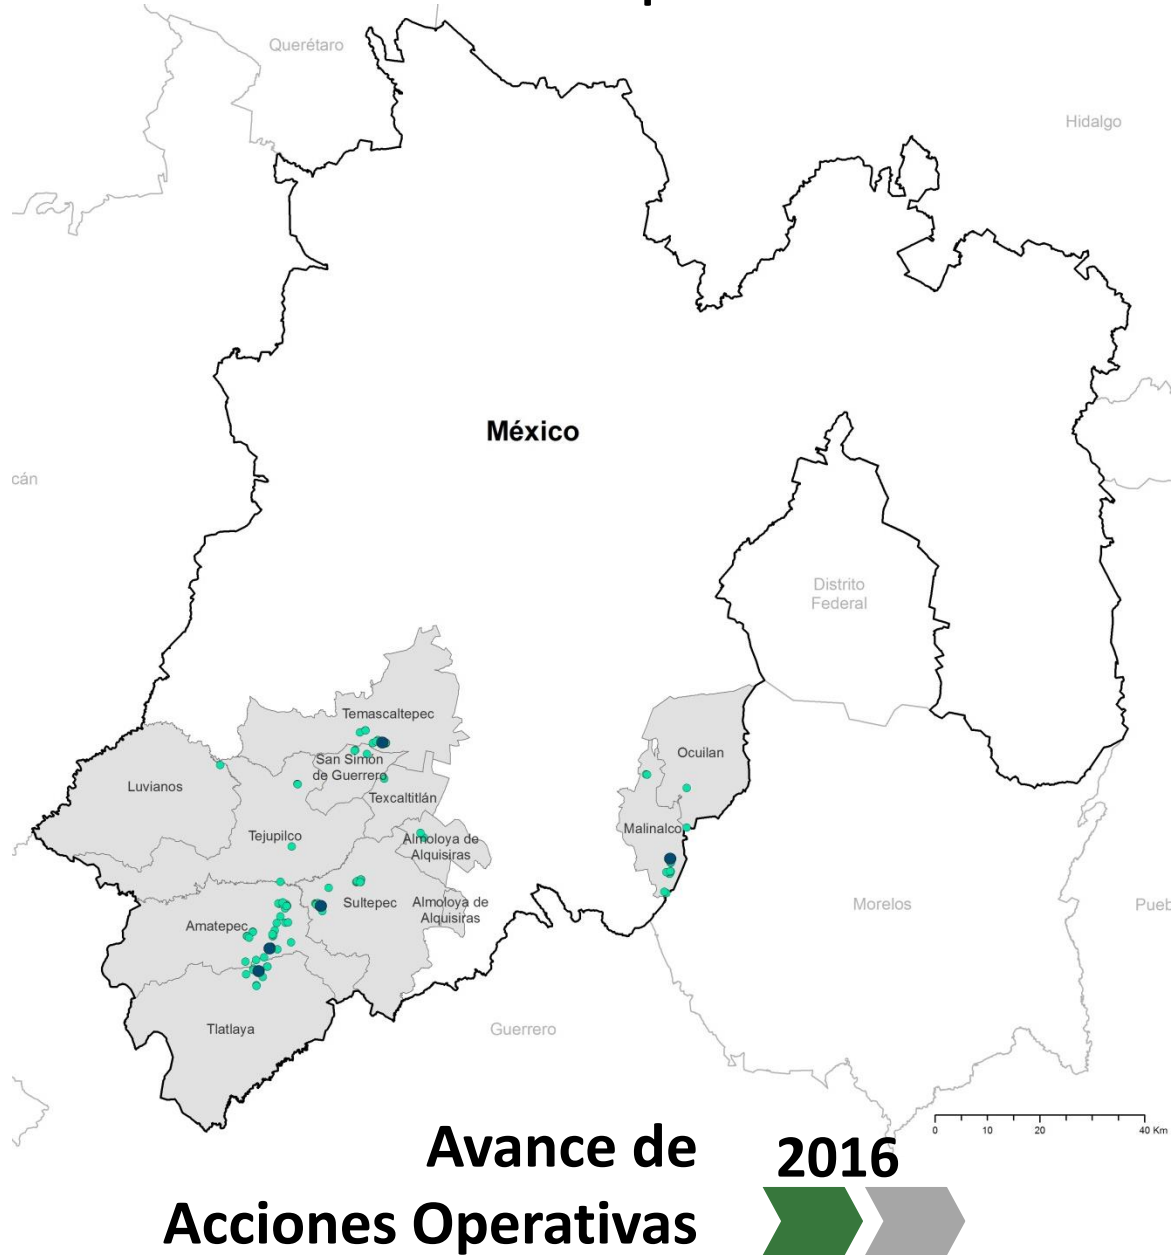 Querétaro
Hidalgo
México
cán
Distrito
Federal
Temascaltepec
San Simón
de Guerrero
Luvianos
Texcaltitlán
Ocuilan
Tejupilco
Almoloya de
Alquisiras
Malinalco
Sultepec
Almoloya de
Alquisiras
Amatepec
Morelos
Pueb
Tlatlaya
Guerrero
0 10 20 40 Km
Avance de
Acciones Operativas
2016